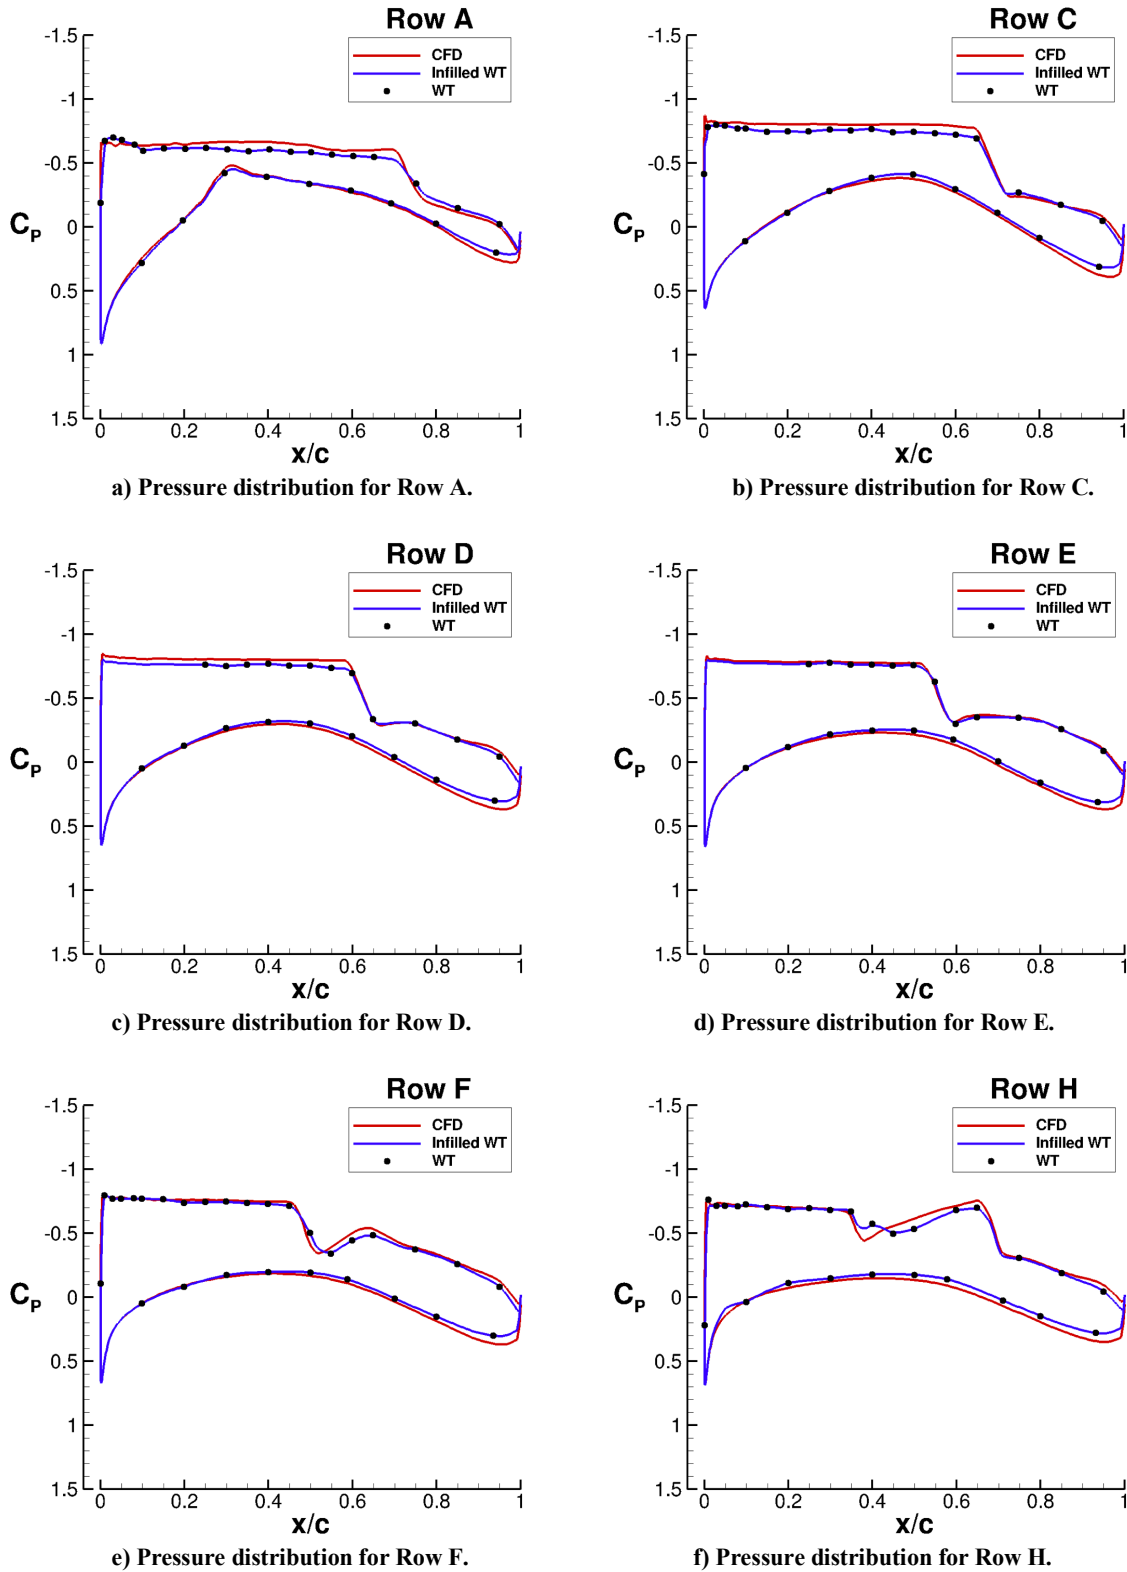 Row A
CFD
Infilled WT
WT
-1.5
-1
-0.5
0
0.5
1
1.5
C_P
0 0.2 0.4 0.6 0.8 1
x/c
a) Pressure distribution for Row A.
Row C
CFD
Infilled WT
WT
-1.5
-1
-0.5
0
0.5
1
1.5
C_P
0 0.2 0.4 0.6 0.8 1
x/c
b) Pressure distribution for Row C.
Row D
CFD
Infilled WT
WT
-1.5
-1
-0.5
0
0.5
1
1.5
C_P
0 0.2 0.4 0.6 0.8 1
x/c
c) Pressure distribution for Row D.
Row E
CFD
Infilled WT
WT
-1.5
-1
-0.5
0
0.5
1
1.5
C_P
0 0.2 0.4 0.6 0.8 1
x/c
d) Pressure distribution for Row E.
Row F
CFD
Infilled WT
WT
-1.5
-1
-0.5
0
0.5
1
1.5
C_P
0 0.2 0.4 0.6 0.8 1
x/c
e) Pressure distribution for Row F.
Row H
CFD
Infilled WT
WT
-1.5
-1
-0.5
0
0.5
1
1.5
C_P
0 0.2 0.4 0.6 0.8 1
x/c
f) Pressure distribution for Row H.